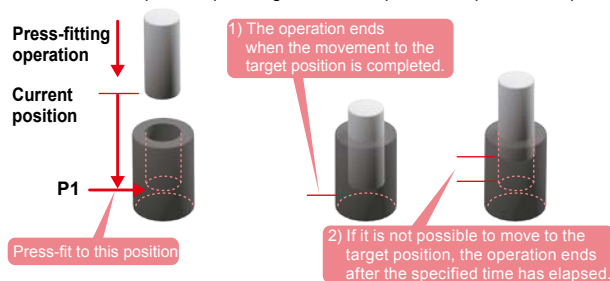 Press-fitting
operation
Current
position
P1
Press-fit to this position
1) The operation ends
when the movement to the
target position is completed.
2) If it is not possible to move to the
target position, the operation ends
after the specified time has elapsed.